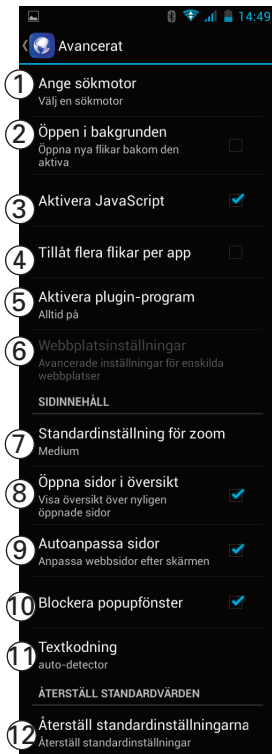 14:49
Avancerat
1 Ange sökmotor
Välj en sökmotor
2 Öppen i bakgrunden
Öppna nya flikar bakom den
aktiva
3 Aktivera JavaScript
4 Tillåt flera flikar per app
5 Aktivera plugin-program
Alltid på
6 Webbplatsinställningar
Avancerade inställningar för enskilda
webbplatser
SIDINNEHÅLL
7 Standardinställning för zoom
Medium
8 Öppna sidor i översikt
Visa översikt över nyligen
öppnade sidor
9 Autoanpassa sidor
Anpassa webbsidor efter skärmen
10 Blockera popupfönster
11 Textkodning
auto-detector
ÅTERSTÄLL STANDARDVÄRDEN
12 Återställ standardinställningarna
Återställ standardinställningar